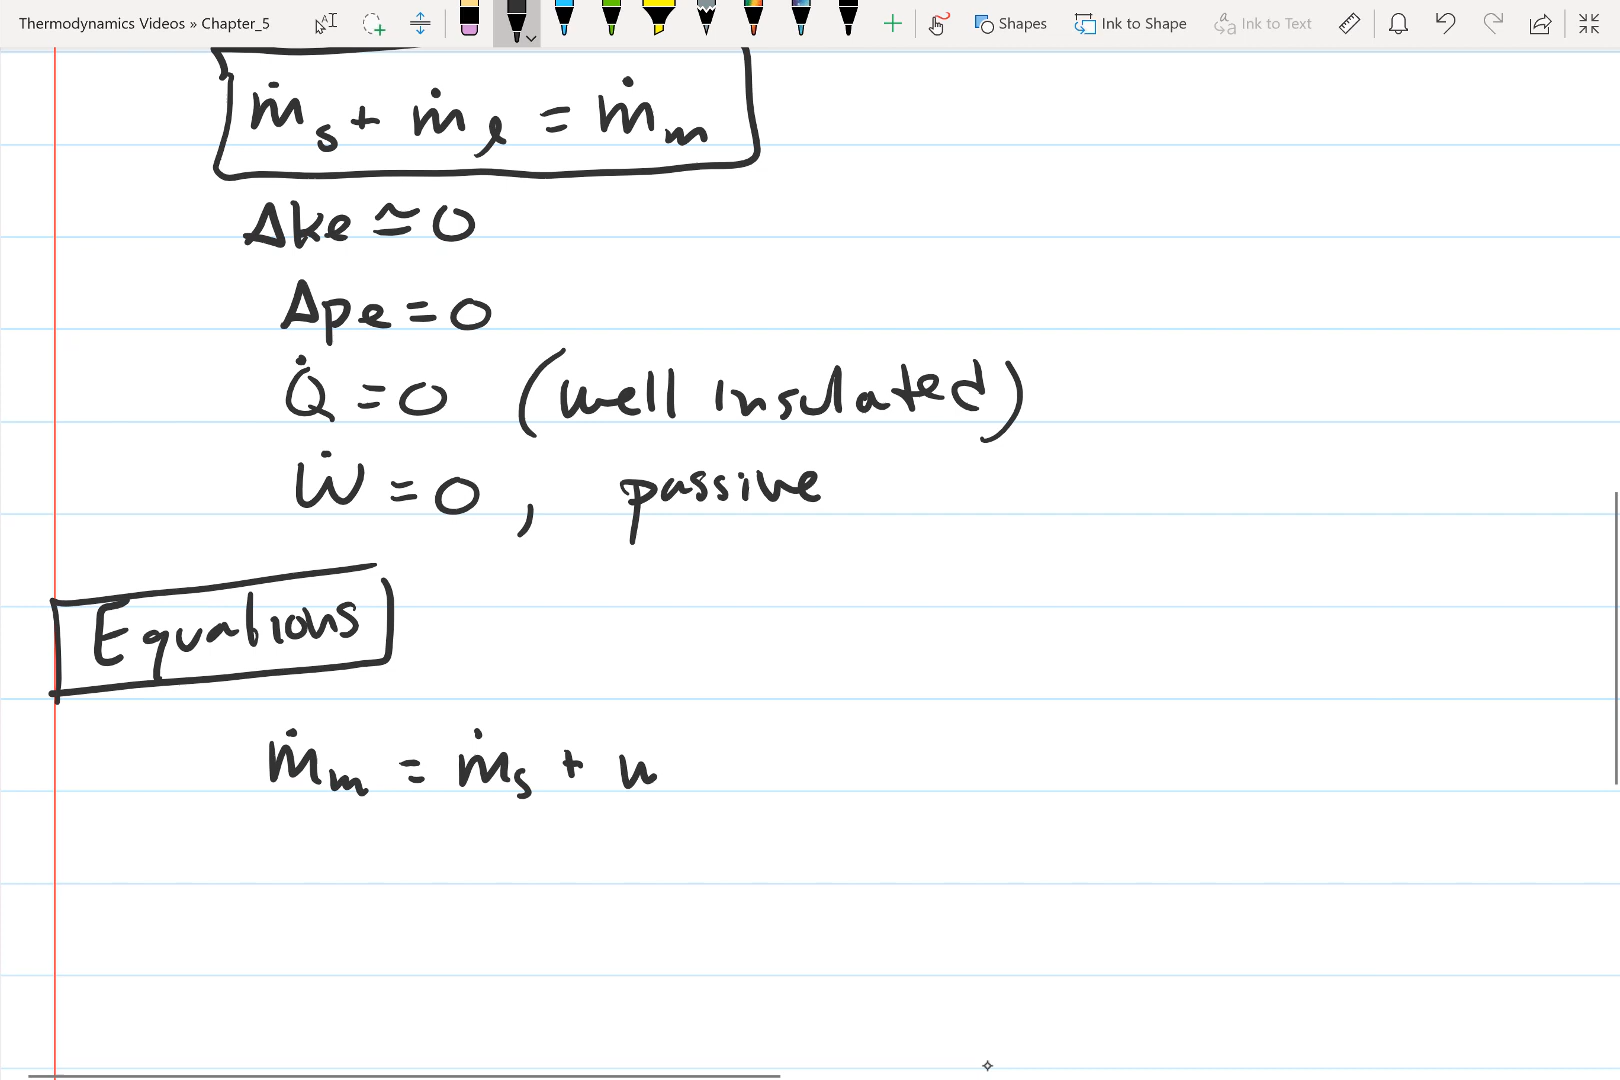 Thermodynamics Videos » Chapter_5 Shapes Ink to Shape Ink to Text
ṁₛ + ṁₗ = ṁₘ
Δke ≃ 0
Δpe = 0
Q̇ = 0 (well insulated)
Ẇ = 0 , passive
Equations
ṁₘ = ṁₛ + n